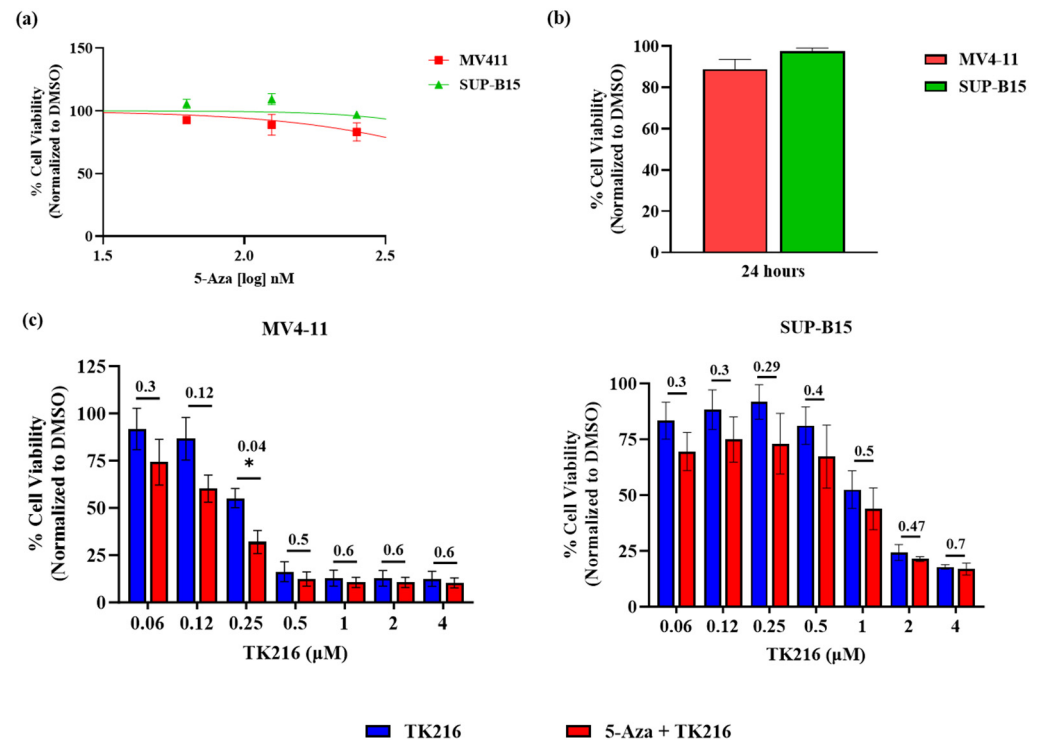 (a)
% Cell Viability
(Normalized to DMSO)
150
100
50
0
1.5 2.0 2.5
5-Aza [log] nM
MV411
SUP-B15
(b)
% Cell Viability
(Normalized to DMSO)
100
80
60
40
20
0
24 hours
MV4-11
SUP-B15
(c)
MV4-11
% Cell Viability
(Normalized to DMSO)
125
100
75
50
25
0
0.3
0.12
0.04
*
0.5
0.6
0.6
0.6
0.06 0.12 0.25 0.5 1 2 4
TK216 (µM)
SUP-B15
% Cell Viability
(Normalized to DMSO)
100
75
50
25
0
0.3
0.3
0.29
0.4
0.5
0.47
0.7
0.06 0.12 0.25 0.5 1 2 4
TK216 (µM)
TK216
5-Aza + TK216